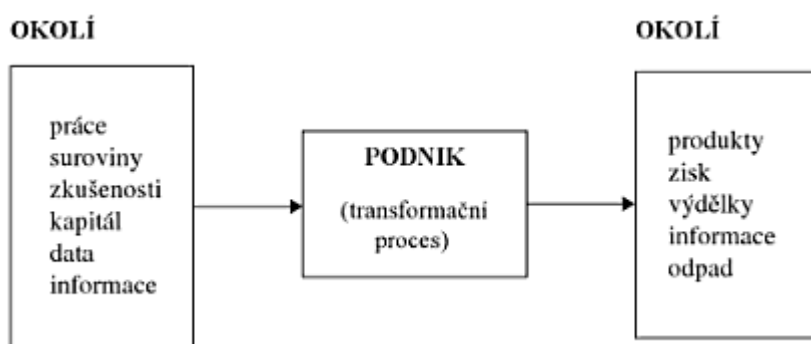 OKOLÍ
práce
suroviny
zkušenosti
kapitál
data
informace
PODNIK
(transformační
proces)
OKOLÍ
produkty
zisk
výdělky
informace
odpad